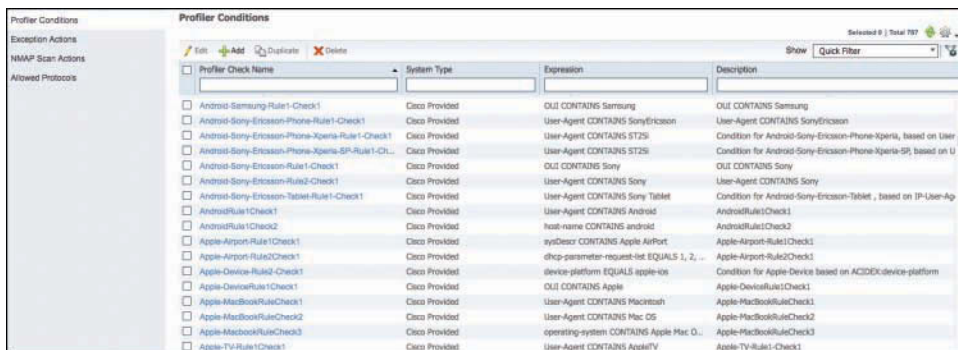 Profiler Conditions
Exception Actions
NMAP Scan Actions
Allowed Protocols
Profiler Conditions
Selected 0 | Total 787
Edit Add Duplicate Delete Show Quick Filter
Profiler Check Name System Type Expression Description
Android-Samsung-Rule1-Check1 Cisco Provided OUI CONTAINS Samsung OUI CONTAINS Samsung
Android-Sony-Ericsson-Phone-Rule1-Check1 Cisco Provided User-Agent CONTAINS SonyEricsson User-Agent CONTAINS SonyEricsson
Android-Sony-Ericsson-Phone-Xperia-Rule1-Check1 Cisco Provided User-Agent CONTAINS ST25i Condition for Android-Sony-Ericsson-Phone-Xperia, based on User
Android-Sony-Ericsson-Phone-Xperia-SP-Rule1-Ch... Cisco Provided User-Agent CONTAINS ST25i Condition for Android-Sony-Ericsson-Phone-Xperia-SP, based on U
Android-Sony-Ericsson-Rule1-Check1 Cisco Provided OUI CONTAINS Sony OUI CONTAINS Sony
Android-Sony-Ericsson-Rule2-Check1 Cisco Provided User-Agent CONTAINS Sony User-Agent CONTAINS Sony
Android-Sony-Ericsson-Tablet-Rule1-Check1 Cisco Provided User-Agent CONTAINS Sony Tablet Condition for Android-Sony-Ericsson-Tablet , based on IP-User-Ag
AndroidRule1Check1 Cisco Provided User-Agent CONTAINS Android AndroidRule1Check1
AndroidRule1Check2 Cisco Provided host-name CONTAINS android AndroidRule1Check2
Apple-Airport-Rule1Check1 Cisco Provided sysDescr CONTAINS Apple AirPort Apple-Airport-Rule1Check1
Apple-Airport-Rule2Check1 Cisco Provided dhcp-parameter-request-list EQUALS 1, 2, ... Apple-Airport-Rule2Check1
Apple-Device-Rule2-Check1 Cisco Provided device-platform EQUALS apple-ios Condition for Apple-Device based on ACIDEX:device-platform
Apple-DeviceRule1Check1 Cisco Provided OUI CONTAINS Apple Apple-DeviceRule1Check1
Apple-MacBookRuleCheck1 Cisco Provided User-Agent CONTAINS Macintosh Apple-MacBookRuleCheck1
Apple-MacBookRuleCheck2 Cisco Provided User-Agent CONTAINS Mac OS Apple-MacBookRuleCheck2
Apple-MacbookRuleCheck3 Cisco Provided operating-system CONTAINS Apple Mac O... Apple-MacBookRuleCheck3
Apple-TV-Rule1Check1 Cisco Provided User-Agent CONTAINS AppleTV Apple-TV-Rule1-Check1